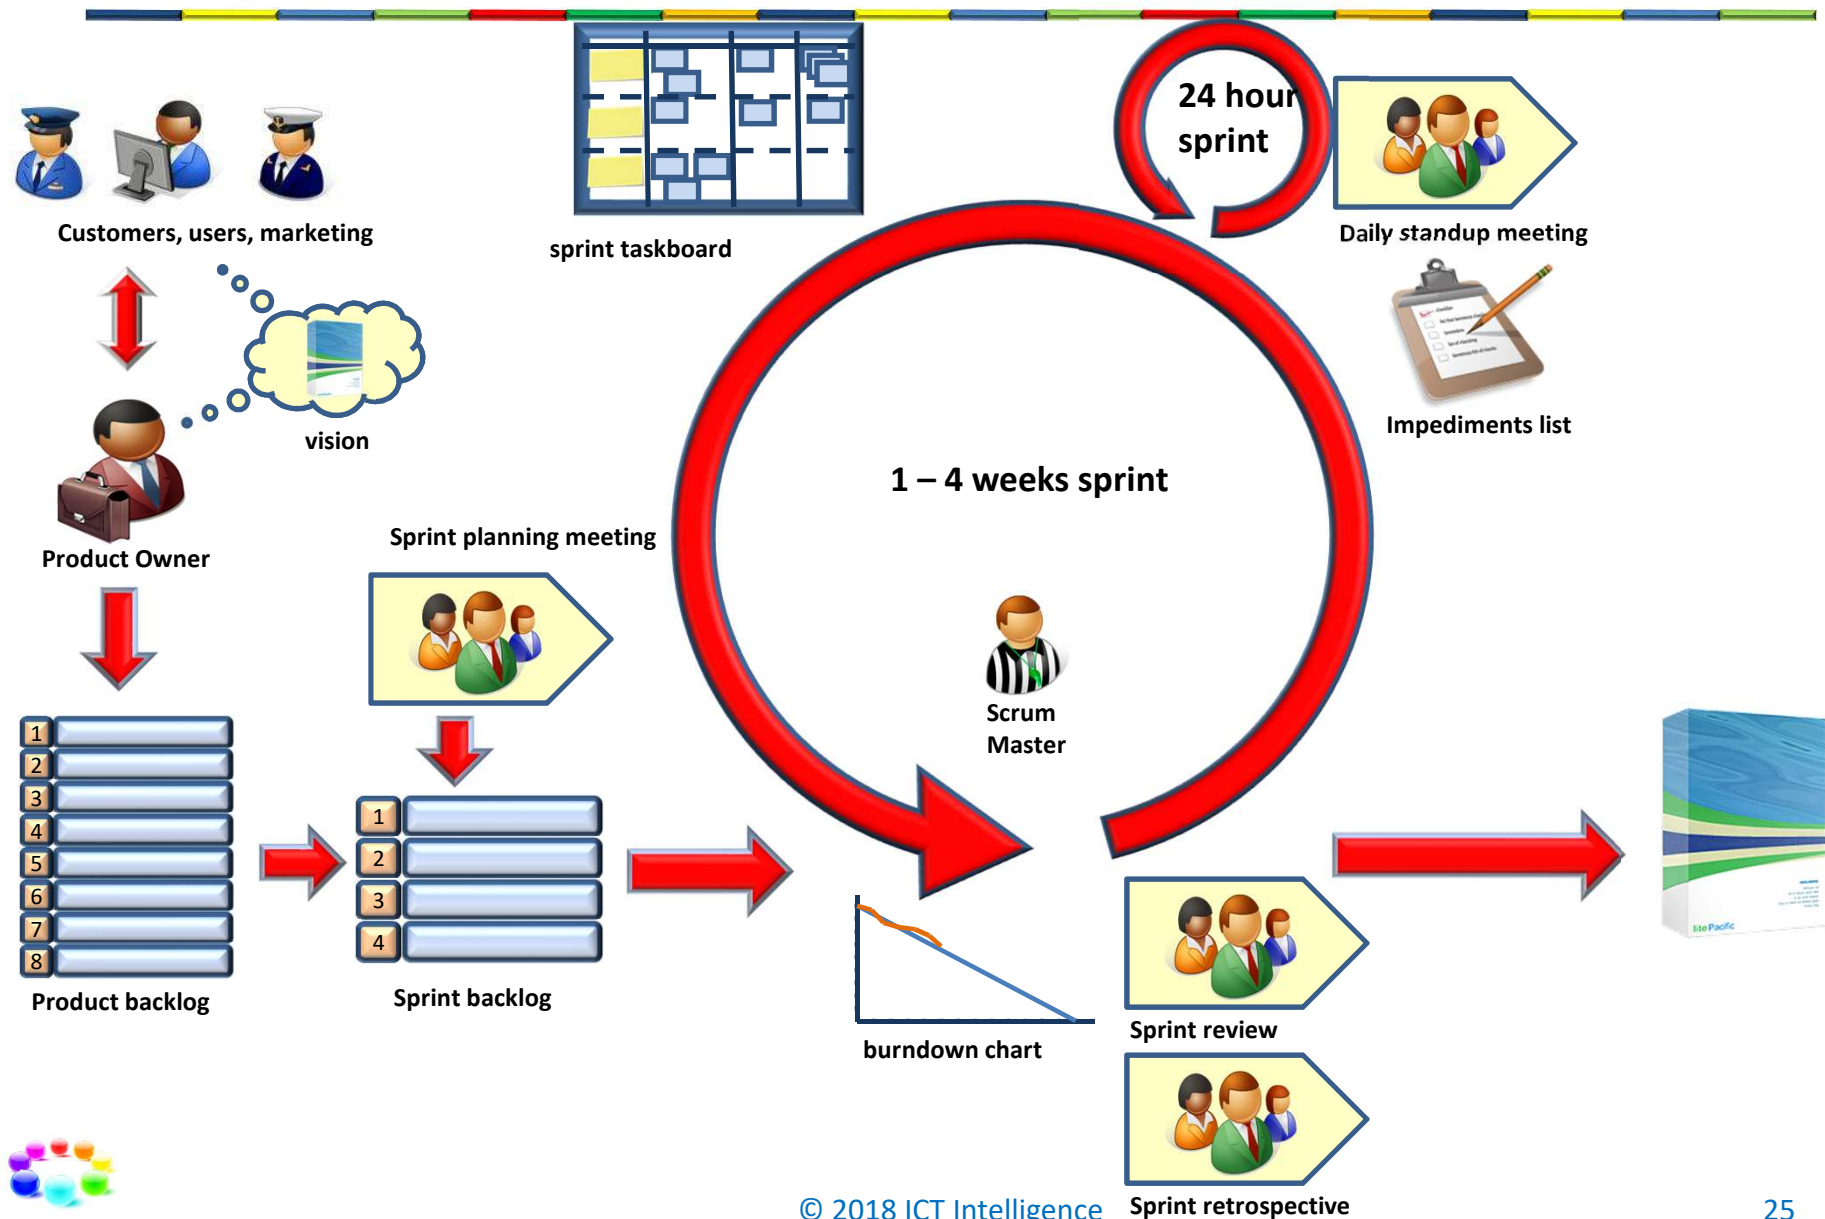 24 hour
sprint
Customers, users, marketing
sprint taskboard
Daily standup meeting
vision
Impediments list
1 – 4 weeks sprint
Sprint planning meeting
Product Owner
Scrum
Master
1
2
3
4
5
6
7
8
1
2
3
4
Product backlog
Sprint backlog
lite Pacific
Sprint review
burndown chart
Sprint retrospective
© 2018 ICT Intelligence
25